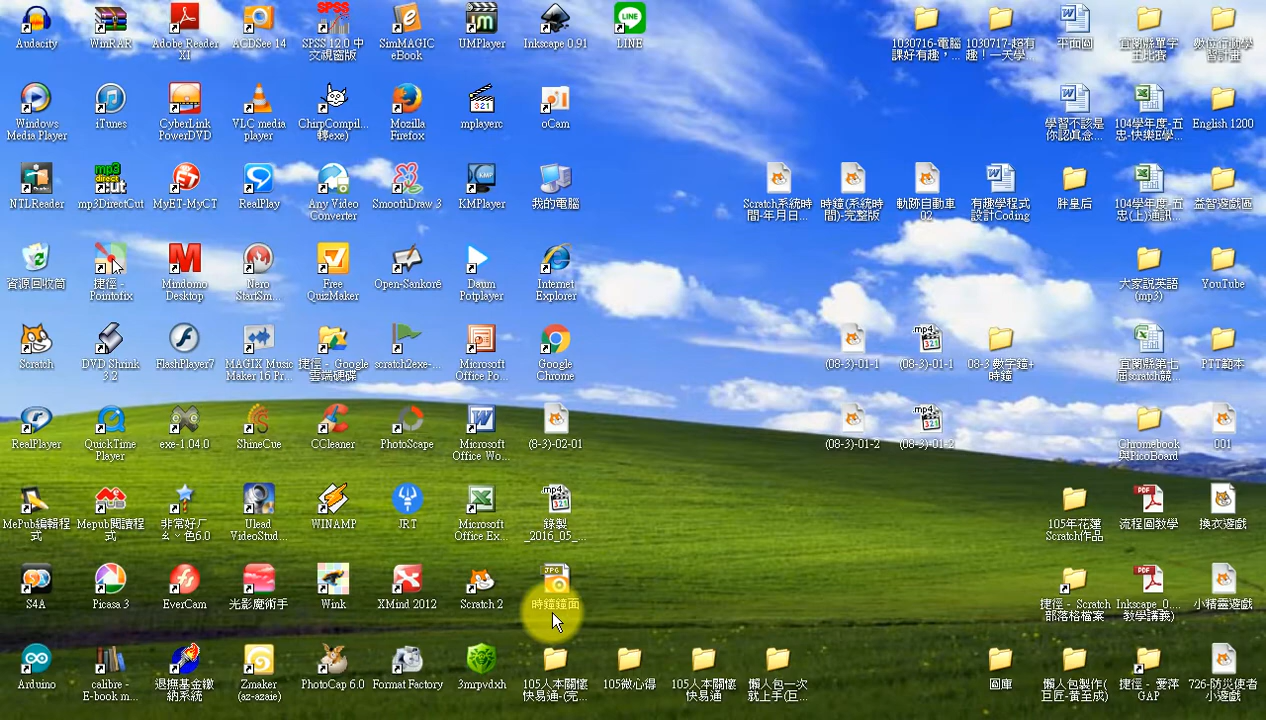 Audacity
WinRAR
Adobe Reader
XI
ACDSee 14
SPSS 12.0 中
文視窗版
SimMAGIC
eBook
UMPlayer
Inkscape 0.91
LINE
1030716-電腦
課好有趣，...
1030717-超有
趣！一天學...
平面圖
宜蘭縣單字
王比賽
數位行動學
習計畫
Windows
Media Player
iTunes
CyberLink
PowerDVD
VLC media
player
ChirpCompil...
轉exe)
Mozilla
Firefox
mplayerc
oCam
學習不該是
你認真念...
104學年度-五
忠-快樂E學...
English 1200
NTLReader
mp3DirectCut
MyET-MyCT
RealPlay
Any Video
Converter
SmoothDraw 3
KMPlayer
我的電腦
Scratch系統時
間-年月日...
時鐘(系統時
間)-完整版
軌跡自動車
02
有趣學程式
設計Coding
胖皇后
104學年度-五
忠(上)通訊...
益智遊戲區
資源回收筒
捷徑 -
Pointofix
Mindomo
Desktop
Nero
StartSm...
Free
QuizMaker
Open-Sankoré
Daum
Potplayer
Internet
Explorer
大家說英語
(mp3)
YouTube
Scratch
DVD Shrink
3.2
FlashPlayer7
MAGIX Music
Maker 16 Pr...
捷徑 - Google
雲端硬碟
scratch2exe-...
Microsoft
Office Po...
Google
Chrome
(08-3)-01-1
(08-3)-01-1
08-3 數字鐘+
時鐘
宜蘭縣第七
屆scratch競...
PTT範本
RealPlayer
QuickTime
Player
exe-1.04.0
ShineCue
CCleaner
PhotoScape
Microsoft
Office Wo...
(8-3)-02-01
(08-3)-01-2
(08-3)-01-2
Chromebook
與PicoBoard
001
MePub編輯程
式
Mepub閱讀程
式
非常好ㄏ
ㄠˇ色6.0
Ulead
VideoStud...
WINAMP
JRT
Microsoft
Office Ex...
錄製
_2016_05_...
105年花蓮
Scratch作品
流程圖教學
換衣遊戲
S4A
Picasa 3
EverCam
光影魔術手
Wink
XMind 2012
Scratch 2
時鐘鐘面
捷徑 - Scratch
部落格檔案
Inkscape_0....
教學講義)
小精靈遊戲
Arduino
calibre -
E-book m...
退撫基金繳
納系統
Zmaker
(az-azaie)
PhotoCap 6.0
Format Factory
3mrpvdxh
105人本關懷
快易通-(完...
105微心得
105人本關懷
快易通
懶人包一次
就上手(巨...
圖庫
懶人包製作(
巨匠-黃至成)
捷徑 - 愛萍
GAP
726-防災使者
小遊戲